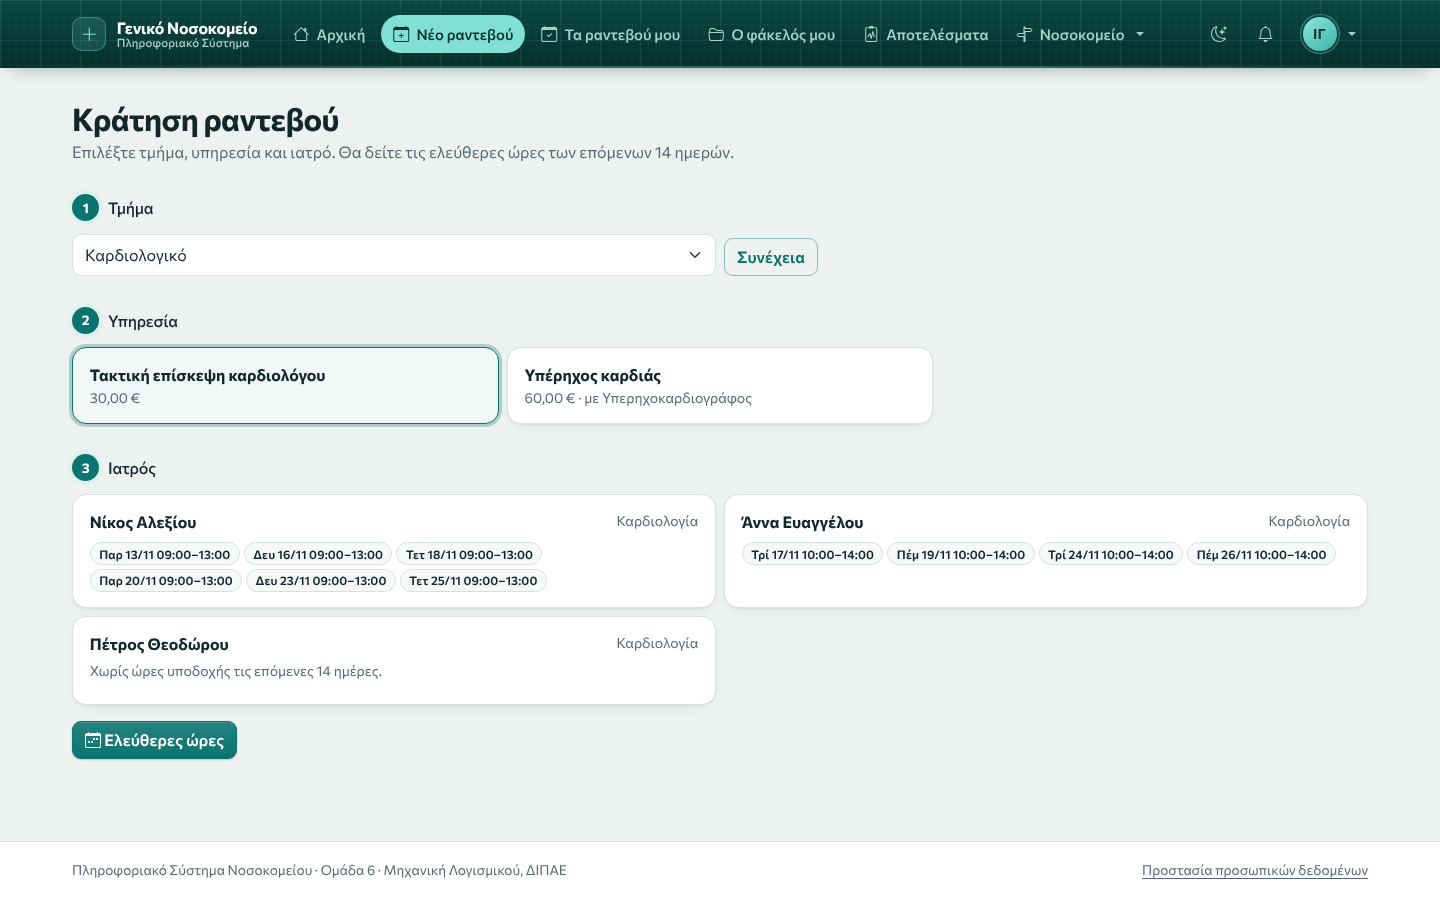 Γενικό Νοσοκομείο
Πληροφοριακό Σύστημα
Αρχική
Νέο ραντεβού
Τα ραντεβού μου
Ο φάκελός μου
Αποτελέσματα
Νοσοκομείο
ΙΓ
Κράτηση ραντεβού
Επιλέξτε τμήμα, υπηρεσία και ιατρό. Θα δείτε τις ελεύθερες ώρες των επόμενων 14 ημερών.
1 Τμήμα
Καρδιολογικό
Συνέχεια
2 Υπηρεσία
Τακτική επίσκεψη καρδιολόγου
30,00 €
Υπέρηχος καρδιάς
60,00 € · με Υπερηχοκαρδιογράφος
3 Ιατρός
Νίκος Αλεξίου
Καρδιολογία
Παρ 13/11 09:00–13:00 Δευ 16/11 09:00–13:00 Τετ 18/11 09:00–13:00
Παρ 20/11 09:00–13:00 Δευ 23/11 09:00–13:00 Τετ 25/11 09:00–13:00
Άννα Ευαγγέλου
Καρδιολογία
Τρί 17/11 10:00–14:00 Πέμ 19/11 10:00–14:00 Τρί 24/11 10:00–14:00 Πέμ 26/11 10:00–14:00
Πέτρος Θεοδώρου
Καρδιολογία
Χωρίς ώρες υποδοχής τις επόμενες 14 ημέρες.
Ελεύθερες ώρες
Πληροφοριακό Σύστημα Νοσοκομείου · Ομάδα 6 · Μηχανική Λογισμικού, ΔΙΠΑΕ
Προστασία προσωπικών δεδομένων